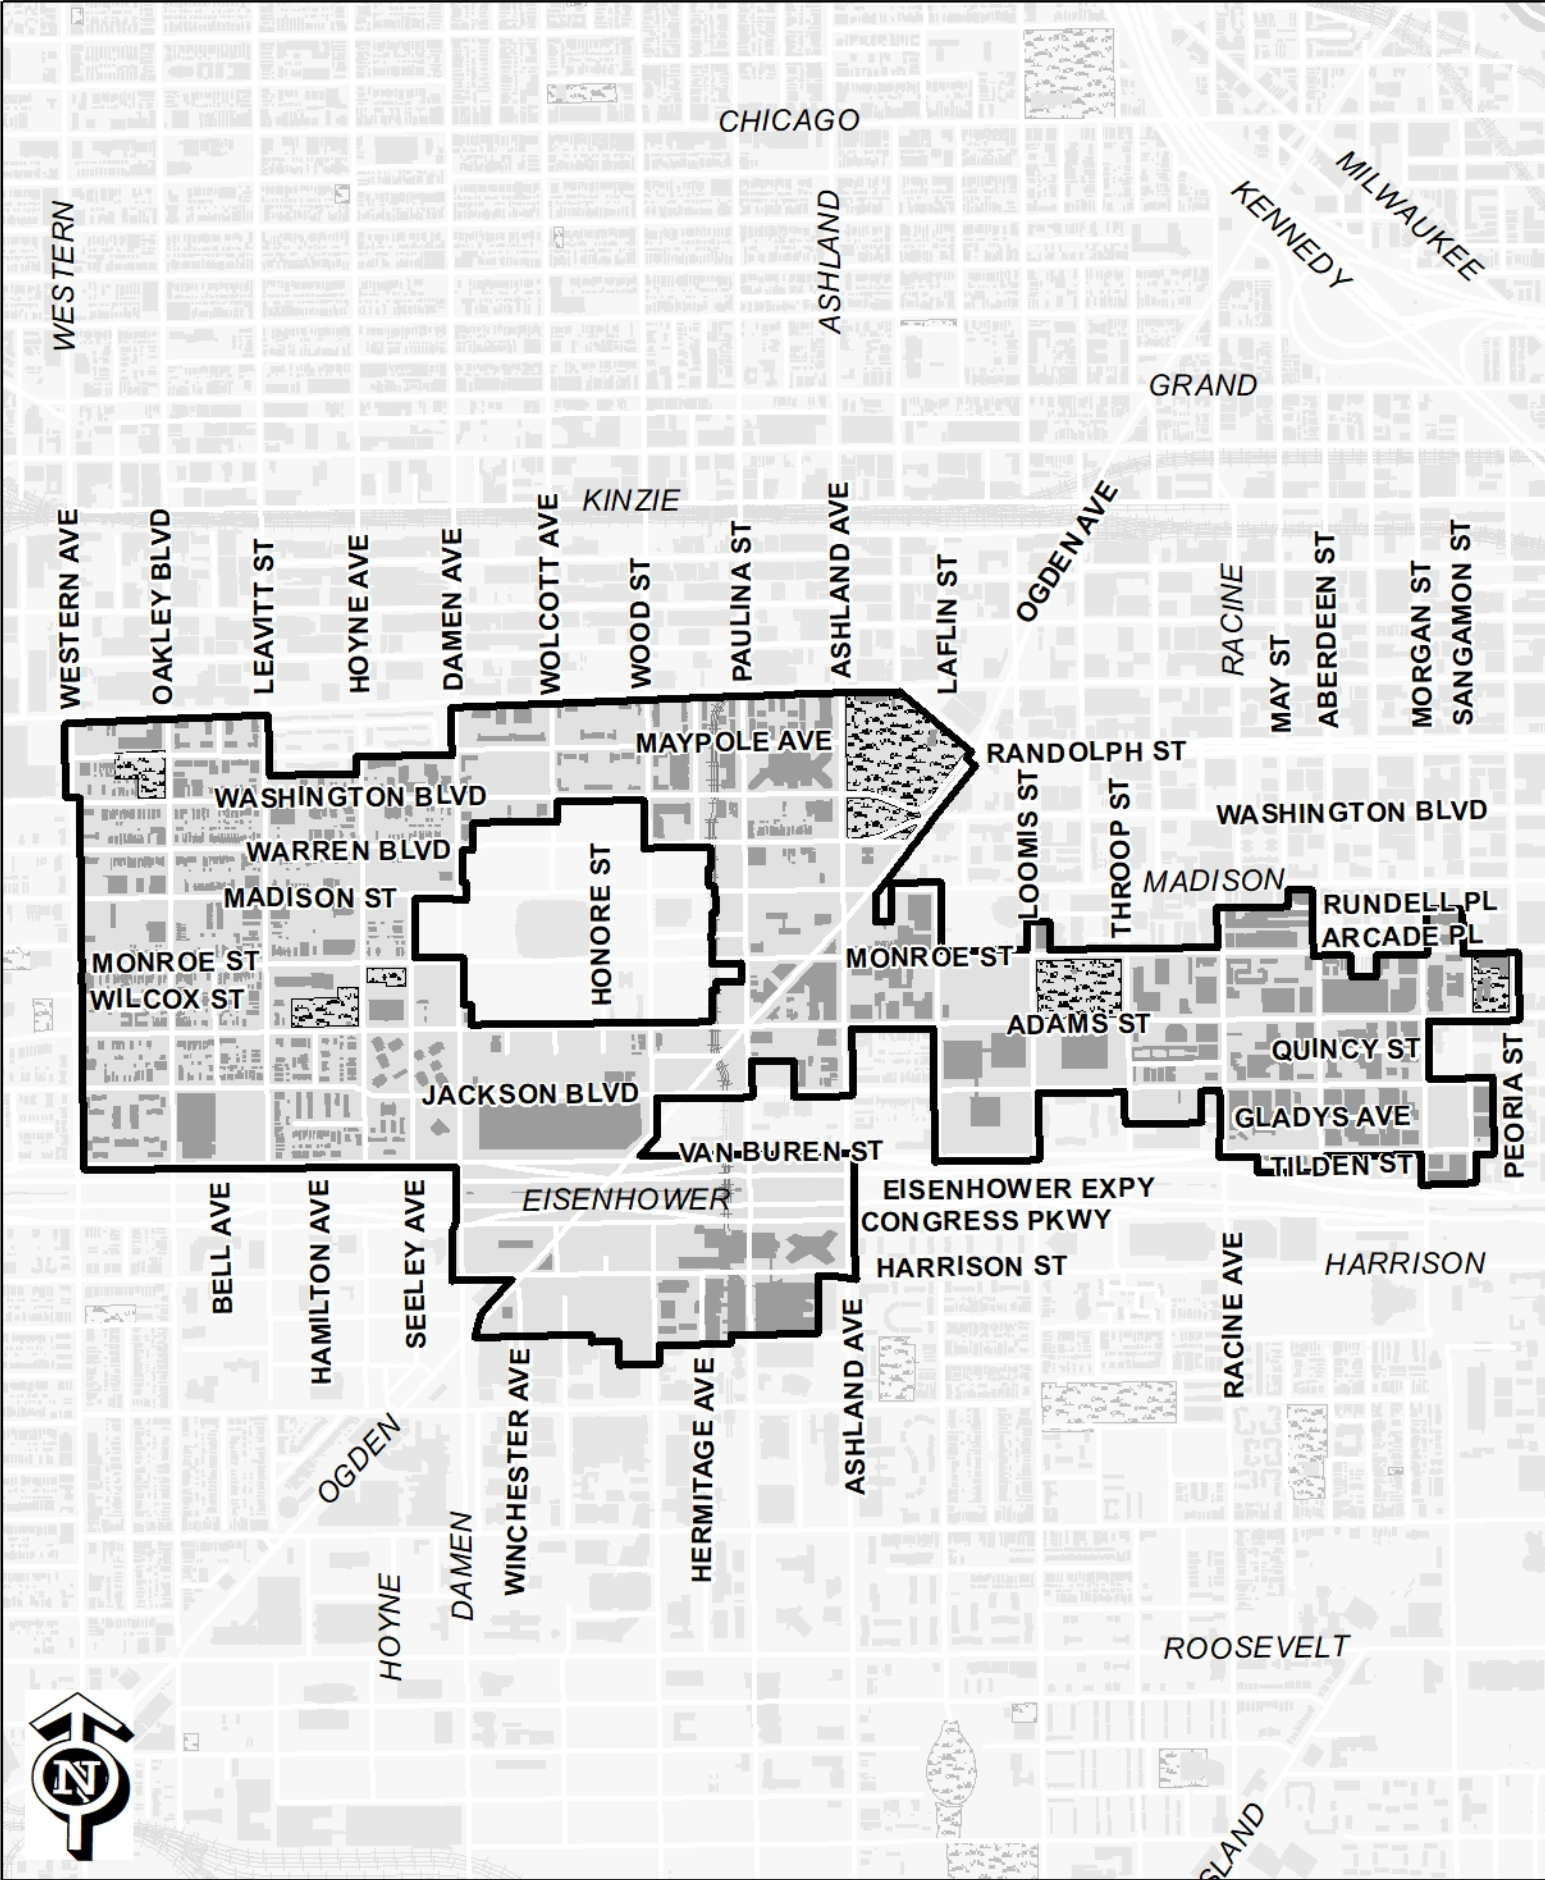 CHICAGO
MILWAUKEE
KENNEDY
WESTERN
ASHLAND
GRAND
KINZIE
WESTERN AVE
OAKLEY BLVD
LEAVITT ST
HOYNE AVE
DAMEN AVE
WOLCOTT AVE
WOOD ST
PAULINA ST
ASHLAND AVE
LAFLIN ST
OGDEN AVE
RACINE
MAY ST
ABERDEEN ST
MORGAN ST
SANGAMON ST
MAYPOLE AVE
RANDOLPH ST
WASHINGTON BLVD
LOOMIS ST
THROOP ST
WASHINGTON BLVD
WARREN BLVD
MADISON ST
HONORE ST
MADISON
RUNDELL PL
ARCADE PL
MONROE ST
MONROE ST
WILCOX ST
ADAMS ST
QUINCY ST
JACKSON BLVD
GLADYS AVE
PEORIA ST
VAN BUREN ST
TILDEN ST
EISENHOWER
EISENHOWER EXPY
CONGRESS PKWY
HARRISON ST
HARRISON
BELL AVE
HAMILTON AVE
SEELEY AVE
RACINE AVE
WINCHESTER AVE
HERMITAGE AVE
ASHLAND AVE
OGDEN
DAMEN
HOYNE
ROOSEVELT
N
SLAND